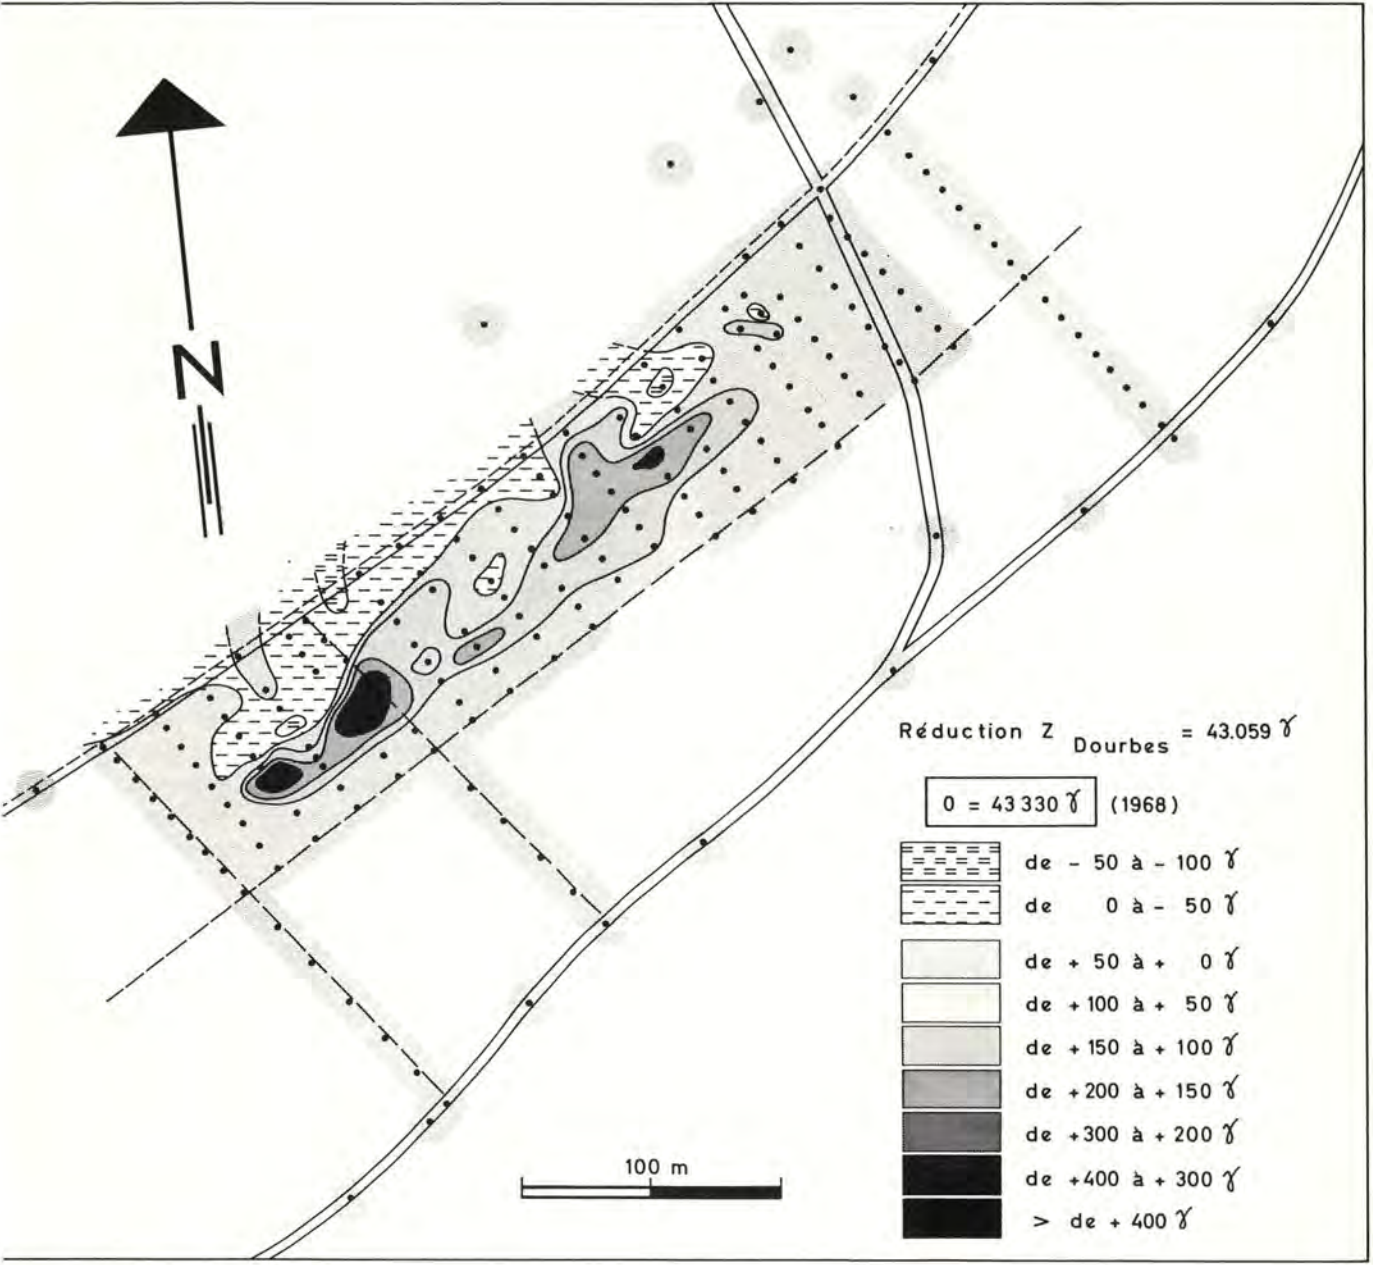 N
Réduction Z Dourbes = 43.059 γ
0 = 43 330 γ (1968)
de - 50 à - 100 γ
de 0 à - 50 γ
de + 50 à + 0 γ
de + 100 à + 50 γ
de + 150 à + 100 γ
de + 200 à + 150 γ
de + 300 à + 200 γ
de + 400 à + 300 γ
> de + 400 γ
100 m